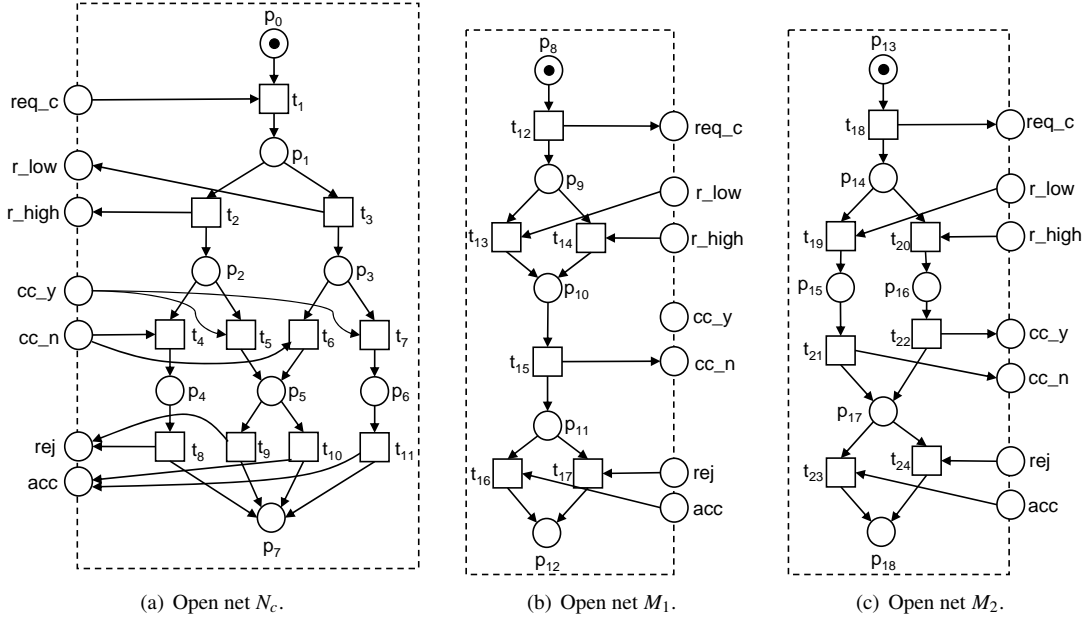 p0
req_c
t1
p1
r_low
r_high
t2
t3
p2
p3
cc_y
cc_n
t4
t5
t6
t7
p4
p5
p6
rej
acc
t8
t9
t10
t11
p7
(a) Open net Nc.
p8
t12
req_c
p9
r_low
t13
t14
r_high
p10
cc_y
t15
cc_n
p11
t16
t17
rej
acc
p12
(b) Open net M1.
p13
t18
req_c
p14
r_low
t19
t20
r_high
p15
p16
t21
t22
cc_y
cc_n
p17
t23
t24
rej
acc
p18
(c) Open net M2.